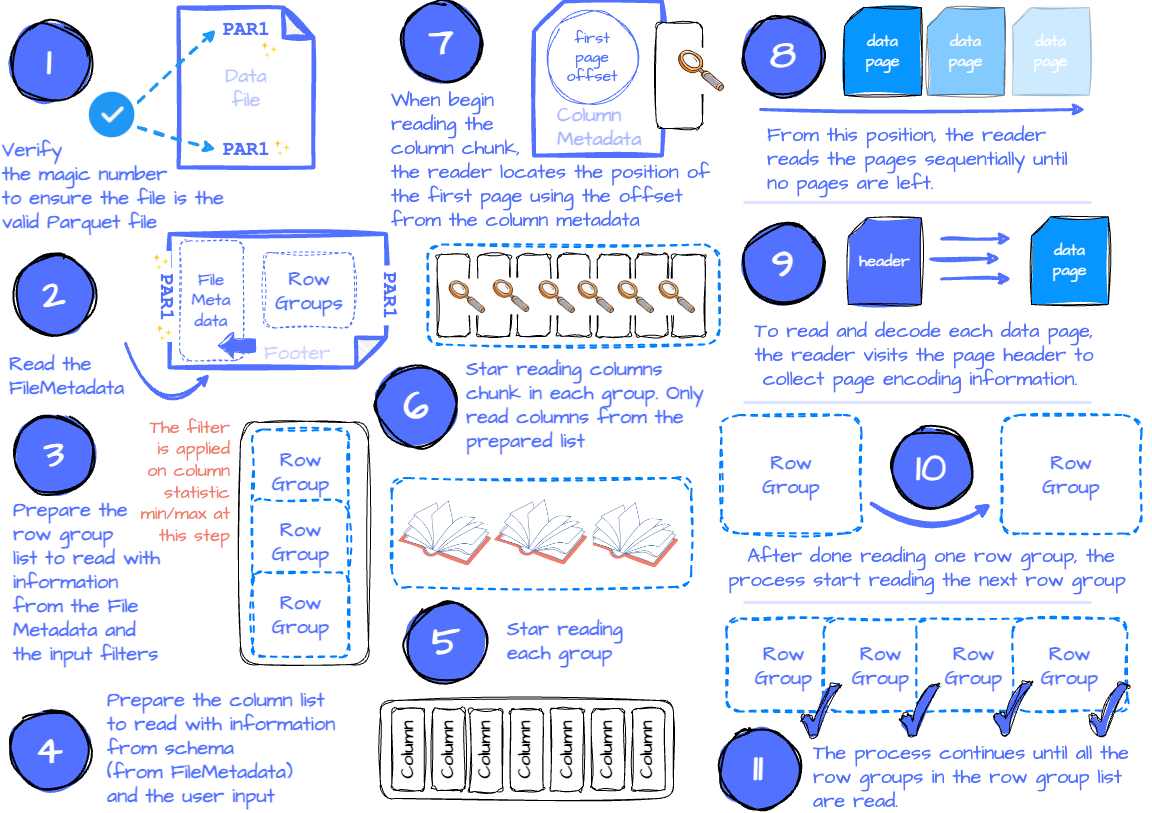 1
PAR1
Data
file
PAR1
Verify
the magic number
to ensure the file is the
valid Parquet file
2
PAR1
File
Meta
data
Row
Groups
Footer
PAR1
Read the
FileMetadata
3
The filter
is applied
on column
statistic
min/max at
this step
Prepare the
row group
list to read with
information
from the File
Metadata and
the input filters
Row
Group
Row
Group
Row
Group
4
Prepare the column list
to read with information
from schema
(from FileMetadata)
and the user input
Column
Column
Column
Column
Column
Column
Column
5
Star reading
each group
6
Star reading columns
chunk in each group. Only
read columns from the
prepared list
7
first
page
offset
Column
Metadata
When begin
reading the
column chunk,
the reader locates the position of
the first page using the offset
from the column metadata
8
data
page
data
page
data
page
From this position, the reader
reads the pages sequentially until
no pages are left.
9
header
data
page
To read and decode each data page,
the reader visits the page header to
collect page encoding information.
Row
Group
10
Row
Group
After done reading one row group, the
process start reading the next row group
Row
Group
Row
Group
Row
Group
Row
Group
11
The process continues until all the
row groups in the row group list
are read.